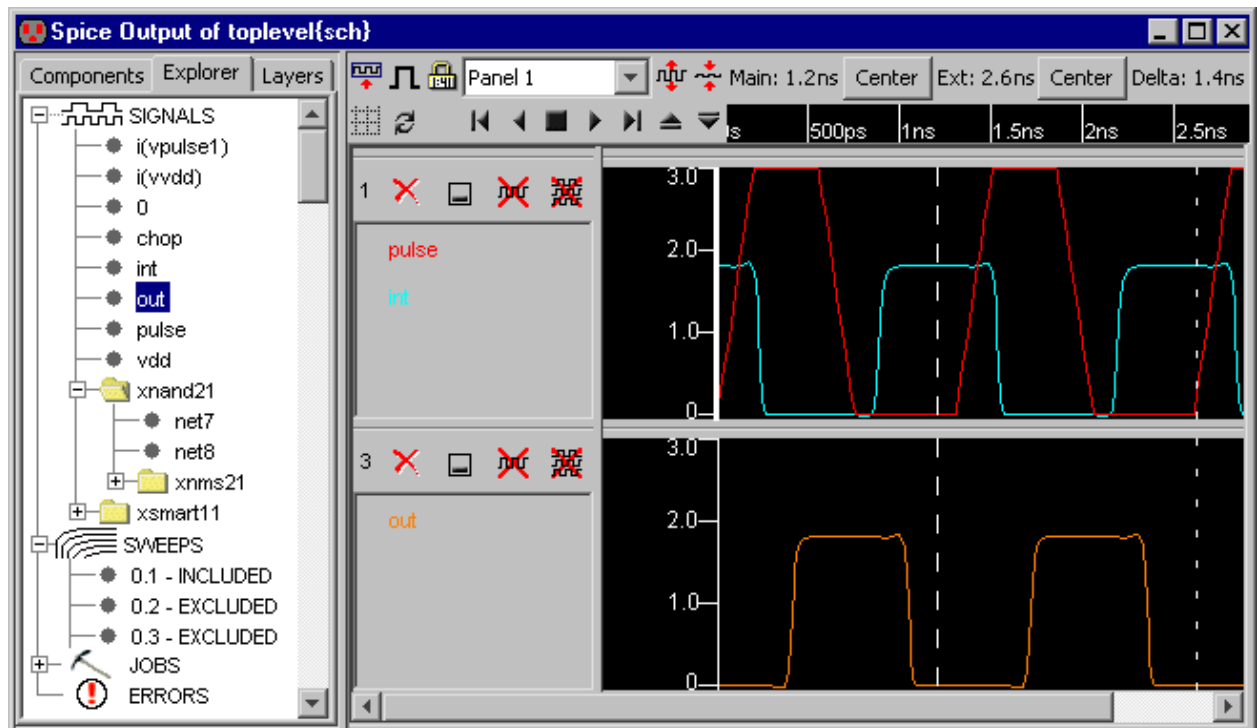 Spice Output of toplevel{sch}
Components Explorer Layers
SIGNALS
i(vpulse1)
i(vvdd)
0
chop
int
out
pulse
vdd
xnand21
net7
net8
xnms21
xsmart11
SWEEPS
0.1 - INCLUDED
0.2 - EXCLUDED
0.3 - EXCLUDED
JOBS
ERRORS
1:41 Panel 1 Main: 1.2ns Center Ext: 2.6ns Center Delta: 1.4ns
500ps 1ns 1.5ns 2ns 2.5ns
1
pulse
int
3.0
2.0
1.0
0
3
out
3.0
2.0
1.0
0